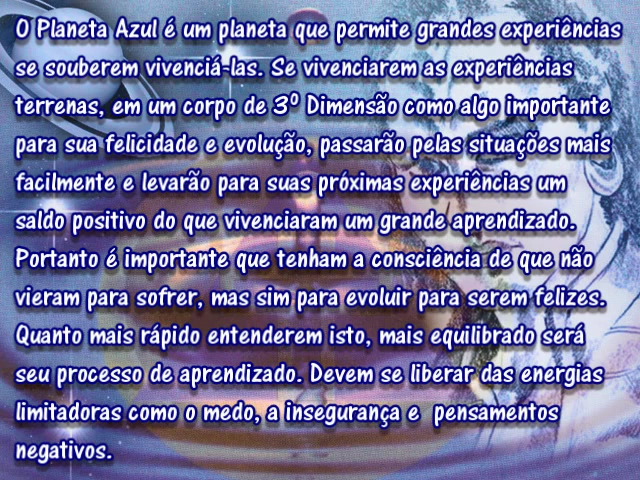 O Planeta Azul é um planeta que permite grandes experiências
se souberem vivenciá-las. Se vivenciarem as experiências
terrenas, em um corpo de 3º Dimensão como algo importante
para sua felicidade e evolução, passarão pelas situações mais
facilmente e levarão para suas próximas experiências um
saldo positivo do que vivenciaram um grande aprendizado.
Portanto é importante que tenham a consciência de que não
vieram para sofrer, mas sim para evoluir para serem felizes.
Quanto mais rápido entenderem isto, mais equilibrado será
seu processo de aprendizado. Devem se liberar das energias
limitadoras como o medo, a insegurança e pensamentos
negativos.